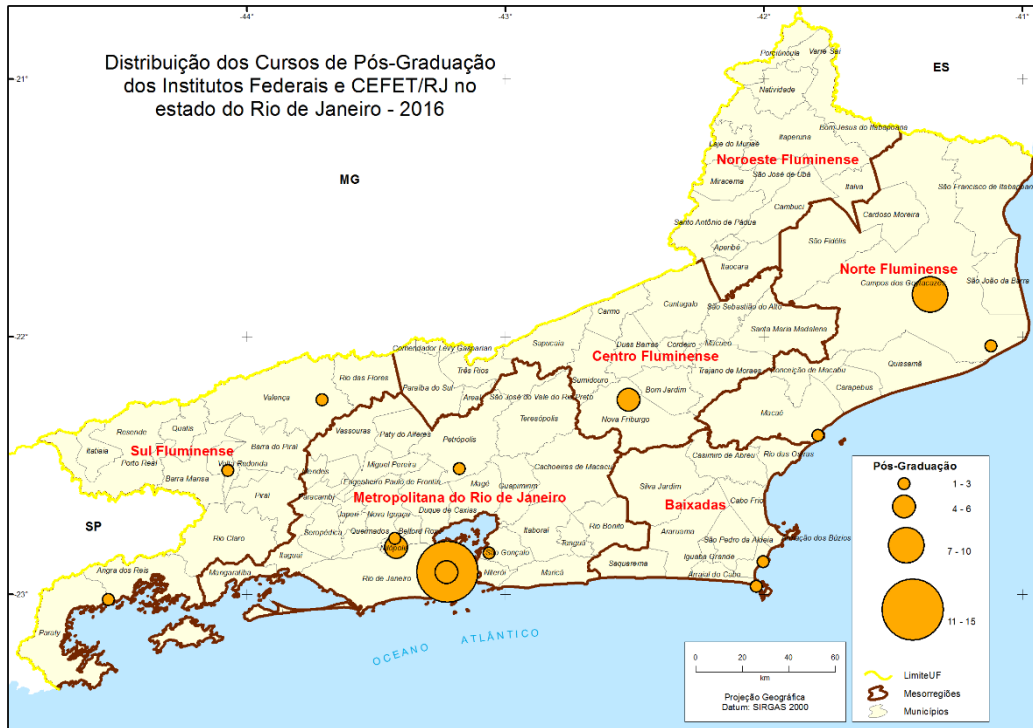 -44
-43
-42
-41
Distribuição dos Cursos de Pós-Graduação
dos Institutos Federais e CEFET/RJ no
estado do Rio de Janeiro - 2016
-21°
-22°
-23°
-21°
-22°
-23°
MG
ES
SP
Porciúncula
Varre Sai
Natividade
Itaperuna
Bom Jesus do Itabapoana
Laje do Muriaé
Noroeste Fluminense
São José de Ubá
Miracema
Italva
São Francisco de Itabapoana
Cambuci
Cardoso Moreira
Santo Antônio de Pádua
São Fidélis
Aperibé
Itaocara
Norte Fluminense
Campos dos Goytacazes
São João da Barra
Cantagalo
São Sebastião do Alto
Carmo
Santa Maria Madalena
Sapucaia
Duas Barras
Cordeiro
Macuco
Comendador Levy Gasparian
Centro Fluminense
Quissamã
Três Rios
Trajano de Moraes
Conceição de Macabu
Rio das Flores
Sumidouro
Carapebus
Paraíba do Sul
Areal
São José do Vale do Rio Preto
Bom Jardim
Valença
Macaé
Nova Friburgo
Teresópolis
Vassouras
Paty do Alferes
Petrópolis
Resende
Quatis
Barra do Piraí
Sul Fluminense
Itatiaia
Porto Real
Casimiro de Abreu
Rio das Ostras
Volta Redonda
Barra Mansa
Mendes
Miguel Pereira
Cachoeiras de Macacu
Engenheiro Paulo de Frontin
Magé
Guapimirim
Silva Jardim
Piraí
Paracambi
Metropolitana do Rio de Janeiro
Baixadas
Cabo Frio
Japeri
Nova Iguaçu
Duque de Caxias
Seropédica
Queimados
Belford Roxo
Itaboraí
Rio Bonito
Araruama
Rio Claro
Nilópolis
Tanguá
São Pedro da Aldeia
Armação dos Búzios
Itaguaí
São Gonçalo
Saquarema
Iguaba Grande
Angra dos Reis
Mangaratiba
Rio de Janeiro
Niterói
Maricá
Arraial do Cabo
Paraty
OCEANO ATLÂNTICO
0
20
40
60
km
Projeção Geográfica
Datum: SIRGAS 2000
Pós-Graduação
1 - 3
4 - 6
7 - 10
11 - 15
LimiteUF
Mesorregiões
Municípios